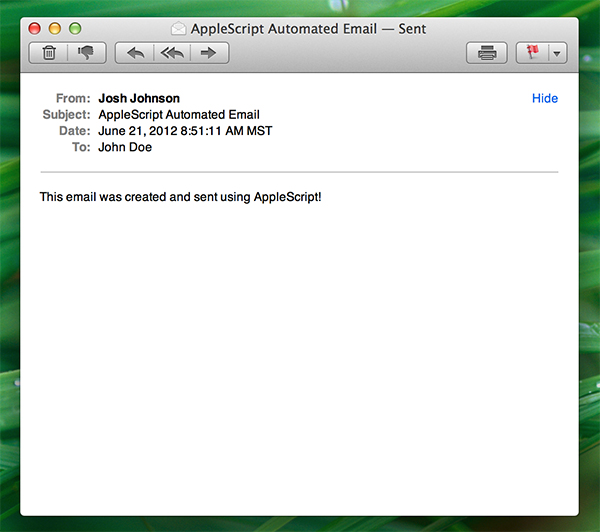 AppleScript Automated Email — Sent
From: Josh Johnson Hide
Subject: AppleScript Automated Email
Date: June 21, 2012 8:51:11 AM MST
To: John Doe
This email was created and sent using AppleScript!